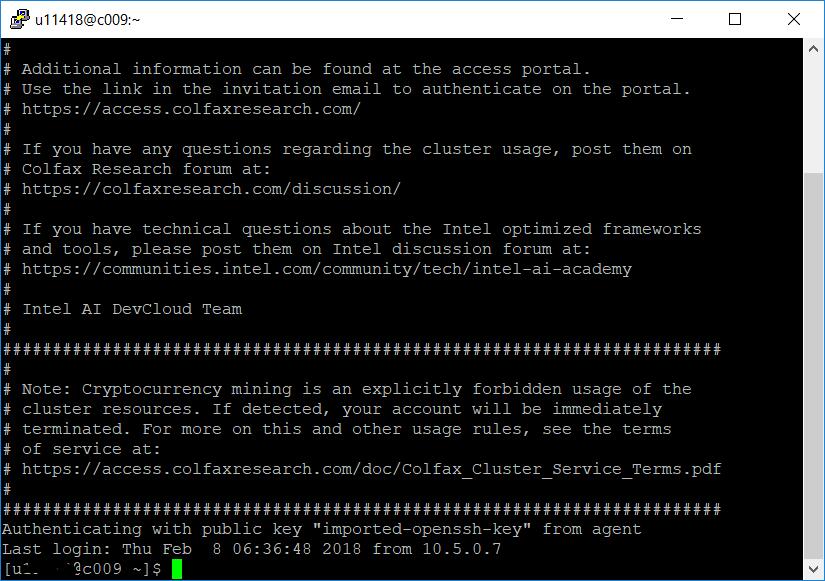 u11418@c009:~
#
# Additional information can be found at the access portal.
# Use the link in the invitation email to authenticate on the portal.
# https://access.colfaxresearch.com/
#
# If you have any questions regarding the cluster usage, post them on
# Colfax Research forum at:
# https://colfaxresearch.com/discussion/
#
# If you have technical questions about the Intel optimized frameworks
# and tools, please post them on Intel discussion forum at:
# https://communities.intel.com/community/tech/intel-ai-academy
#
# Intel AI DevCloud Team
#
########################################################################
#
# Note: Cryptocurrency mining is an explicitly forbidden usage of the
# cluster resources. If detected, your account will be immediately
# terminated. For more on this and other usage rules, see the terms
# of service at:
# https://access.colfaxresearch.com/doc/Colfax_Cluster_Service_Terms.pdf
#
########################################################################
Authenticating with public key "imported-openssh-key" from agent
Last login: Thu Feb  8 06:36:48 2018 from 10.5.0.7
~]$